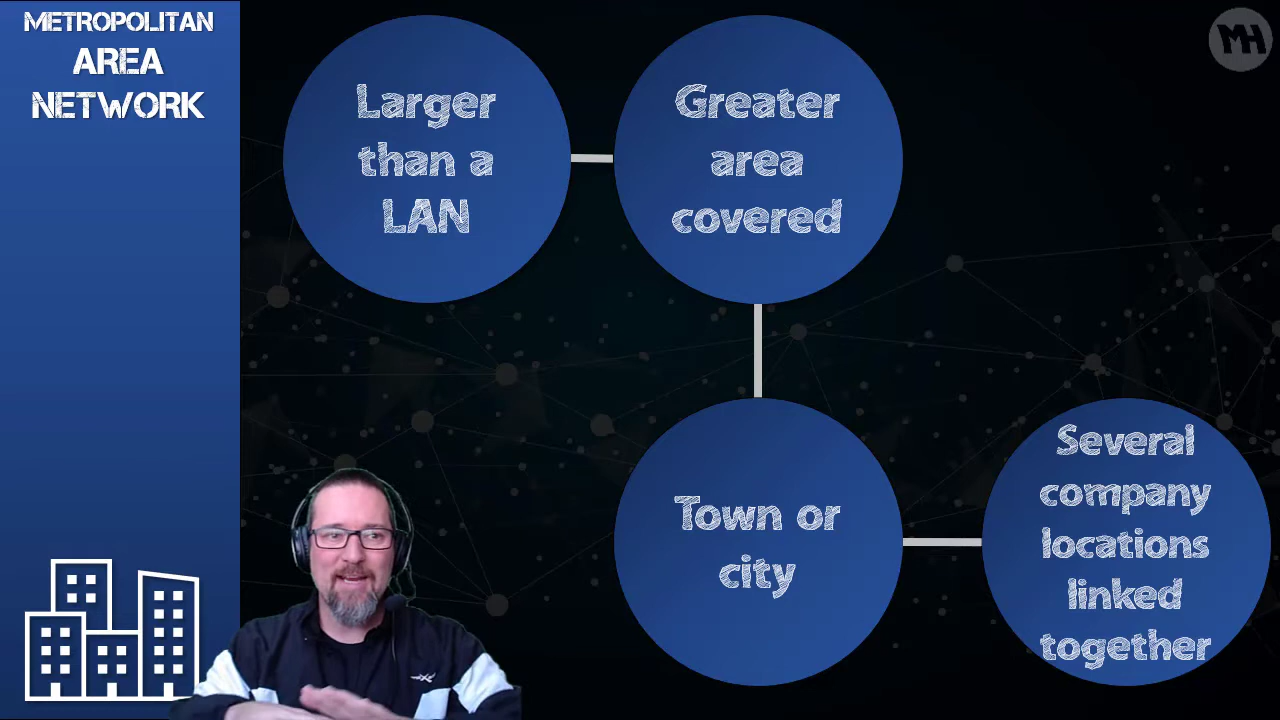 METROPOLITAN
AREA
NETWORK
Larger
than a
LAN
Greater
area
covered
MH
Town or
city
Several
company
locations
linked
together